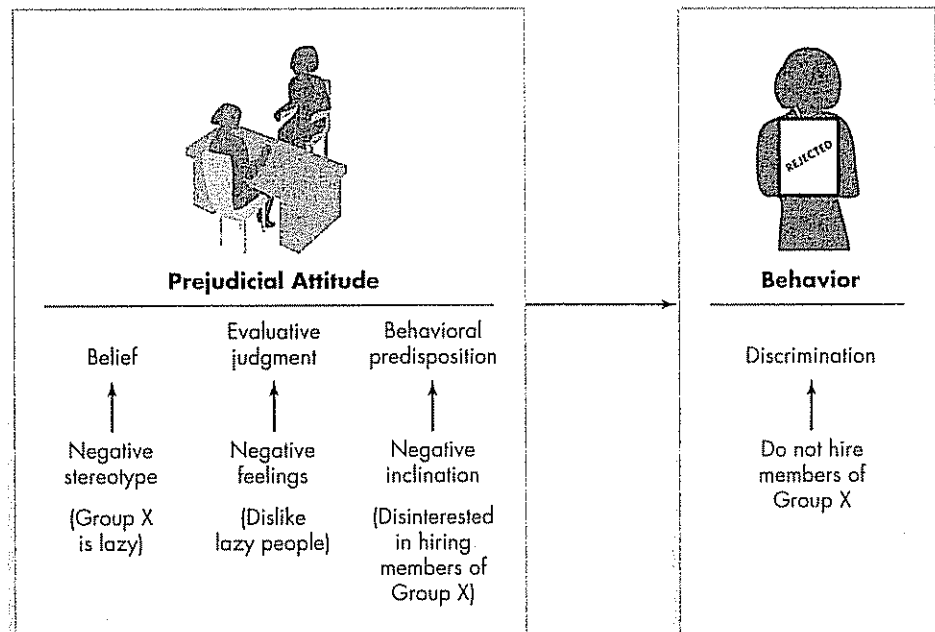 REJECTED
Prejudicial Attitude
Behavior
Belief
Evaluative
judgment
Behavioral
predisposition
Discrimination
Negative
stereotype
(Group X
is lazy)
Negative
feelings
(Dislike
lazy people)
Negative
inclination
(Disinterested
in hiring
members of
Group X)
Do not hire
members of
Group X